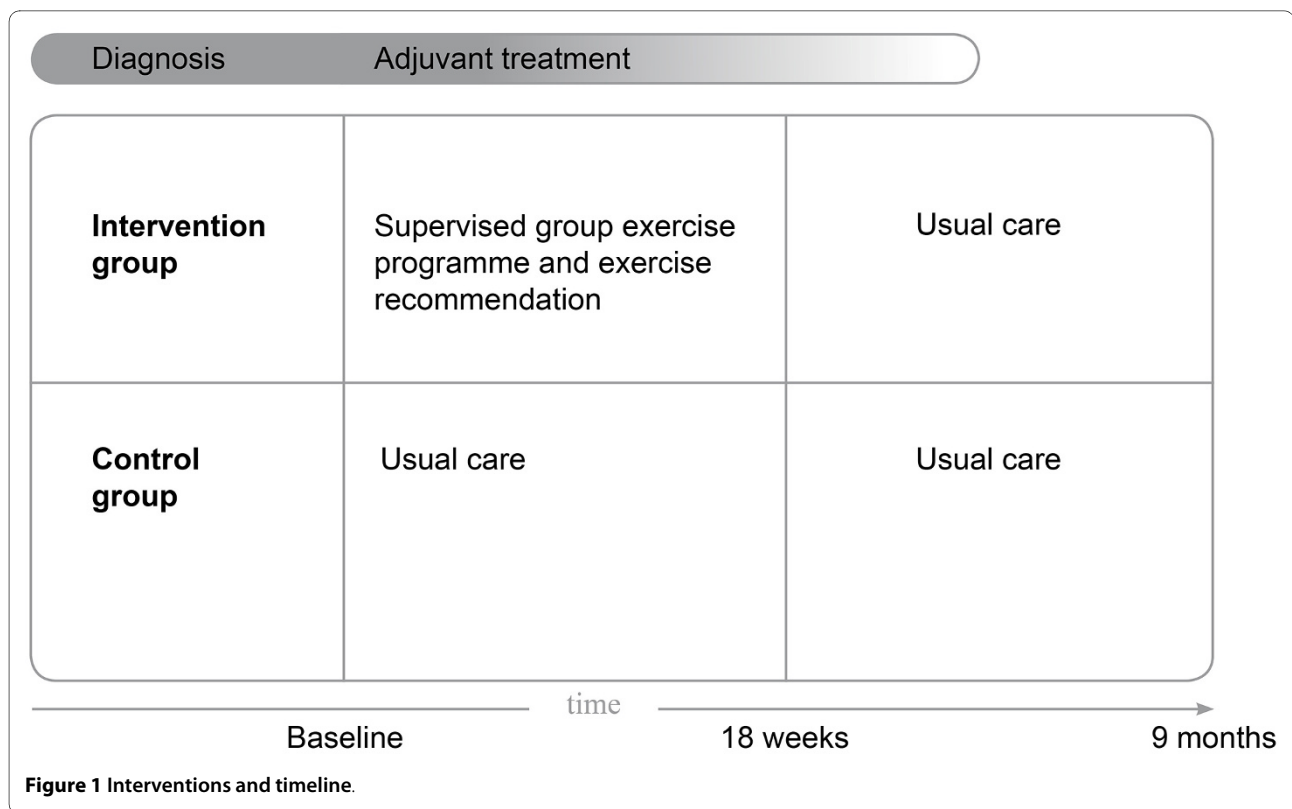 Diagnosis
Adjuvant treatment
Intervention
group
Supervised group exercise
programme and exercise
recommendation
Usual care
Control
group
Usual care
Usual care
time
Baseline
18 weeks
9 months
Figure 1 Interventions and timeline.